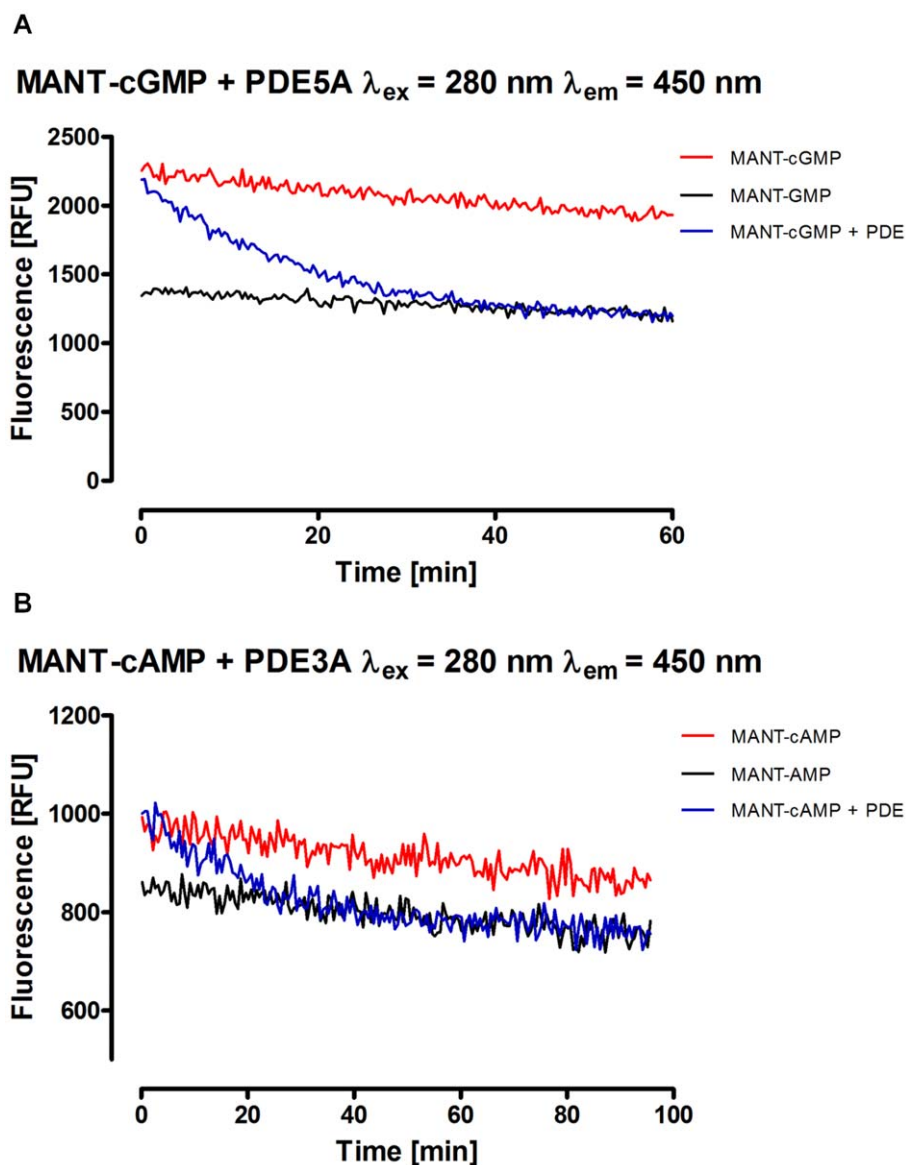 A
MANT-cGMP + PDE5A λex = 280 nm λem = 450 nm
2500
2000
1500
1000
500
0
Fluorescence [RFU]
0 20 40 60
Time [min]
MANT-cGMP
MANT-GMP
MANT-cGMP + PDE
B
MANT-cAMP + PDE3A λex = 280 nm λem = 450 nm
1200
1000
800
600
Fluorescence [RFU]
0 20 40 60 80 100
Time [min]
MANT-cAMP
MANT-AMP
MANT-cAMP + PDE